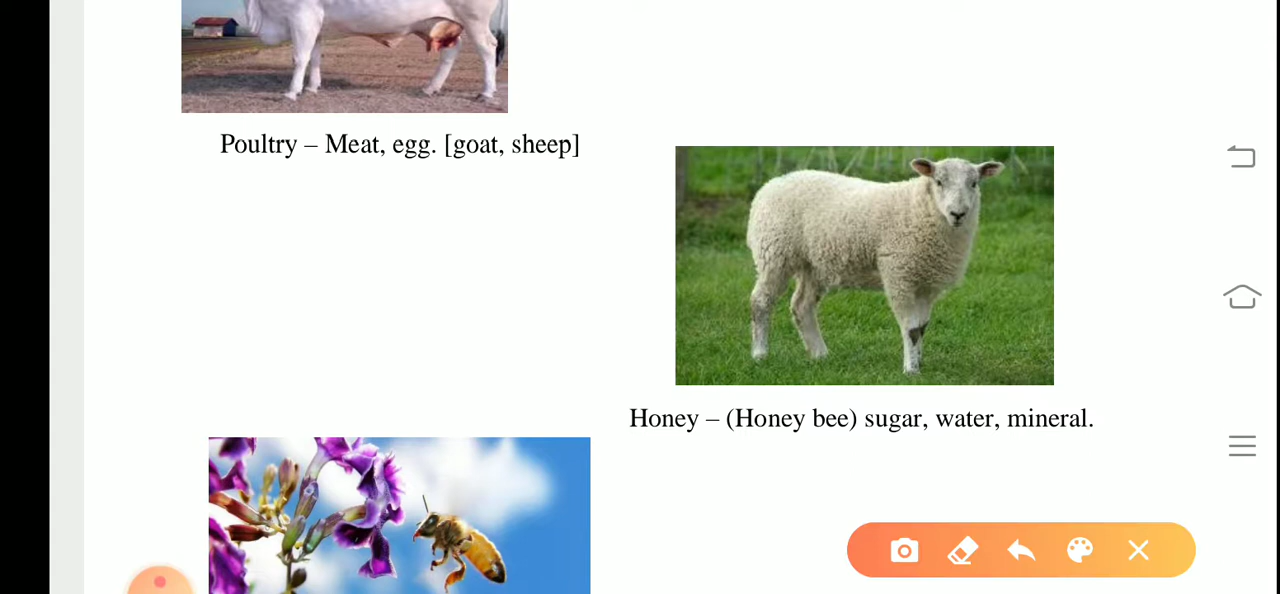 Poultry – Meat, egg. [goat, sheep]
Honey – (Honey bee) sugar, water, mineral.